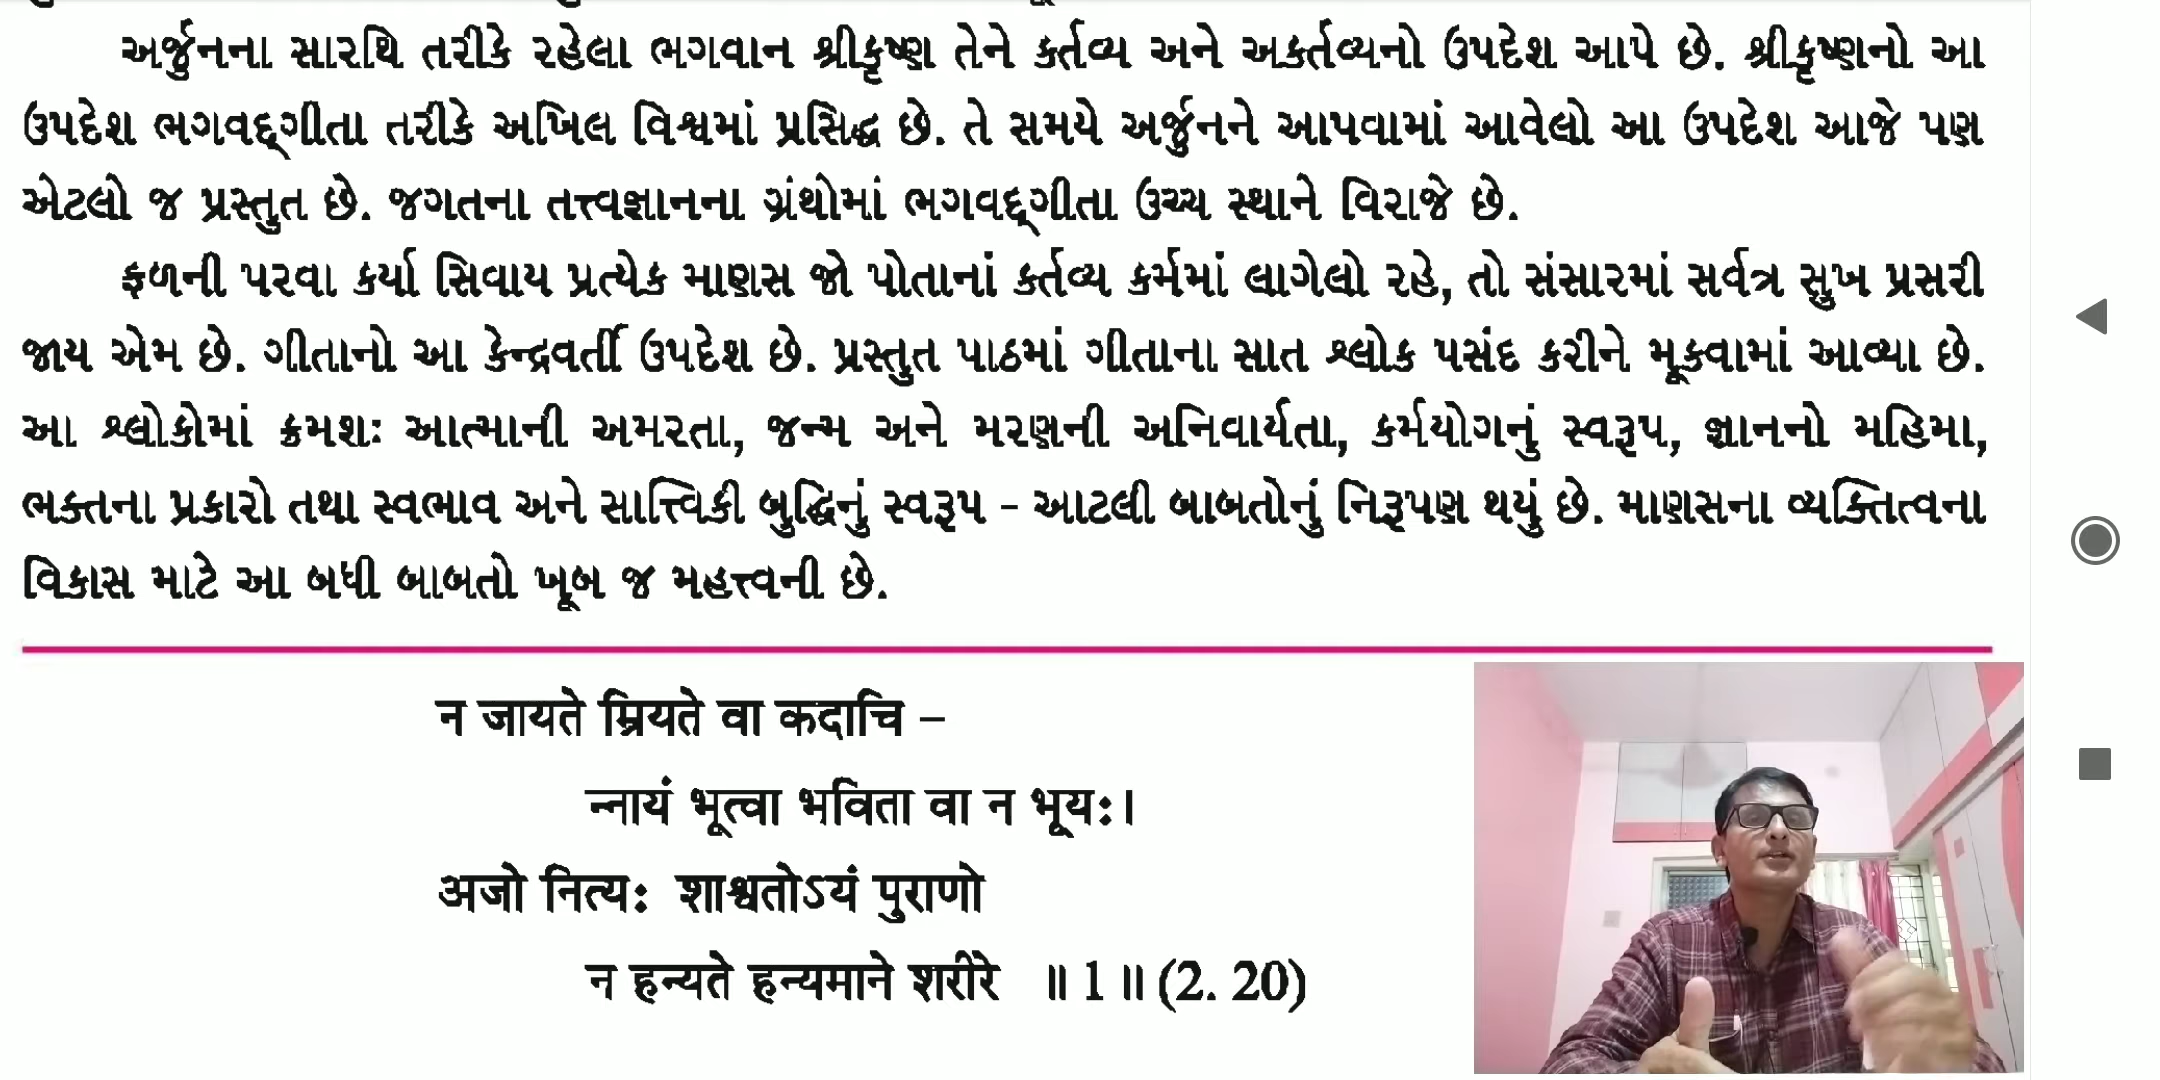 અર્જુનના સારથિ તરીકે રહેલા ભગવાન શ્રીકૃષ્ણ તેને કર્તવ્ય અને અકર્તવ્યનો ઉપદેશ આપે છે. શ્રીકૃષ્ણનો આ
ઉપદેશ ભગવદ્ગીતા તરીકે અખિલ વિશ્વમાં પ્રસિદ્ધ છે. તે સમયે અર્જુનને આપવામાં આવેલો આ ઉપદેશ આજે પણ
એટલો જ પ્રસ્તુત છે. જગતના તત્ત્વજ્ઞાનના ગ્રંથોમાં ભગવદ્ગીતા ઉચ્ચ સ્થાને વિરાજે છે.
ફળની પરવા કર્યા સિવાય પ્રત્યેક માણસ જો પોતાનાં કર્તવ્ય કર્મમાં લાગેલો રહે, તો સંસારમાં સર્વત્ર સુખ પ્રસરી
જાય એમ છે. ગીતાનો આ કેન્દ્રવર્તી ઉપદેશ છે. પ્રસ્તુત પાઠમાં ગીતાના સાત શ્લોક પસંદ કરીને મૂકવામાં આવ્યા છે.
આ શ્લોકોમાં ક્રમશઃ આત્માની અમરતા, જન્મ અને મરણની અનિવાર્યતા, કર્મયોગનું સ્વરૂપ, જ્ઞાનનો મહિમા,
ભક્તના પ્રકારો તથા સ્વભાવ અને સાત્ત્વિકી બુદ્ધિનું સ્વરૂપ - આટલી બાબતોનું નિરૂપણ થયું છે. માણસના વ્યક્તિત્વના
વિકાસ માટે આ બધી બાબતો ખૂબ જ મહત્ત્વની છે.
न जायते म्रियते वा कदाचि –
न्नायं भूत्वा भविता वा न भूयः।
अजो नित्यः शाश्वतोऽयं पुराणो
न हन्यते हन्यमाने शरीरे ॥ 1 ॥ (2. 20)